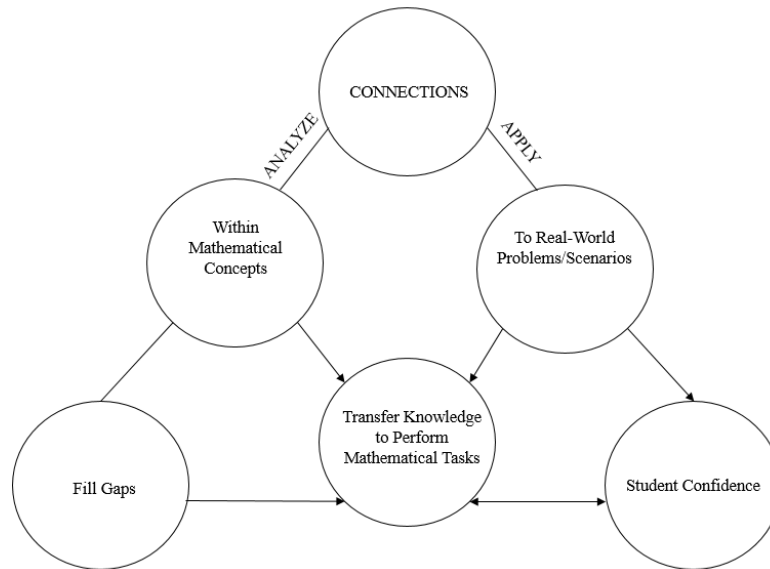 CONNECTIONS
ANALYZE
APPLY
Within
Mathematical
Concepts
To Real-World
Problems/Scenarios
Transfer Knowledge
to Perform
Mathematical Tasks
Fill Gaps
Student Confidence